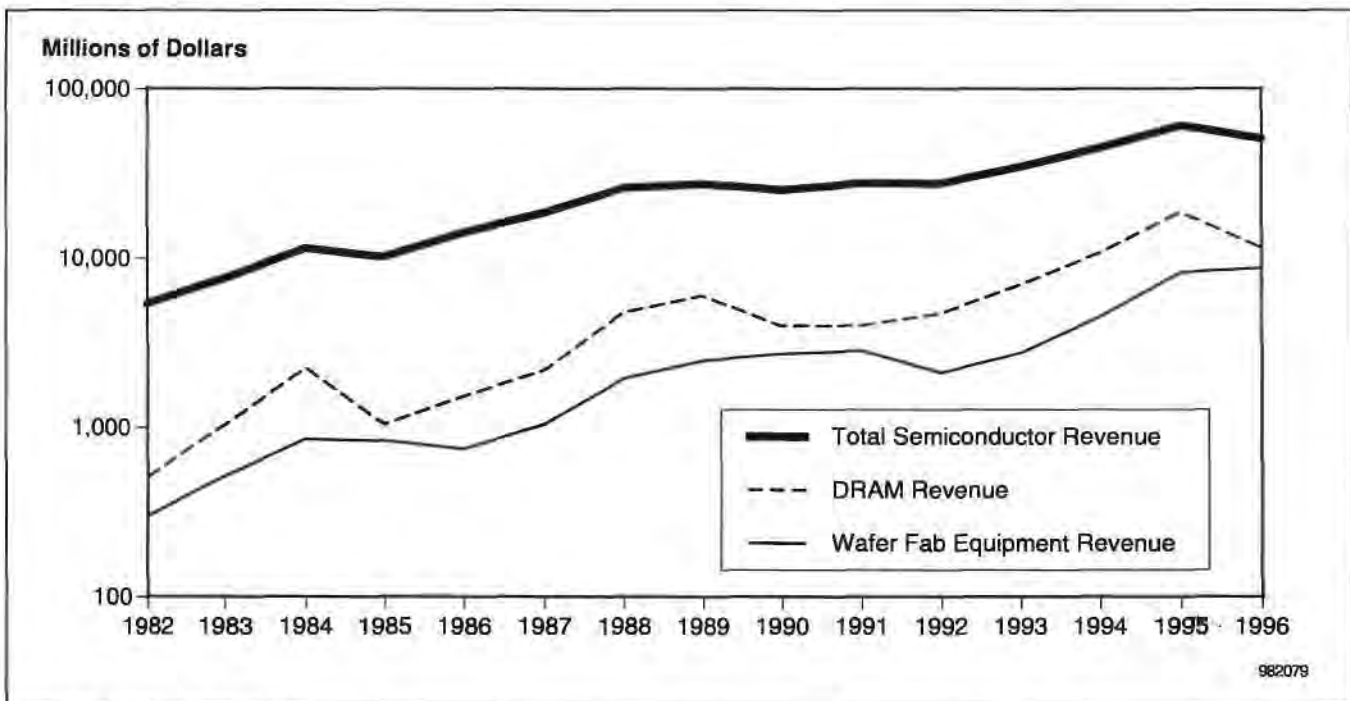 Millions of Dollars
100,000
10,000
1,000
100
Total Semiconductor Revenue
DRAM Revenue
Wafer Fab Equipment Revenue
1982 1983 1984 1985 1986 1987 1988 1989 1990 1991 1992 1993 1994 1995 1996
982079